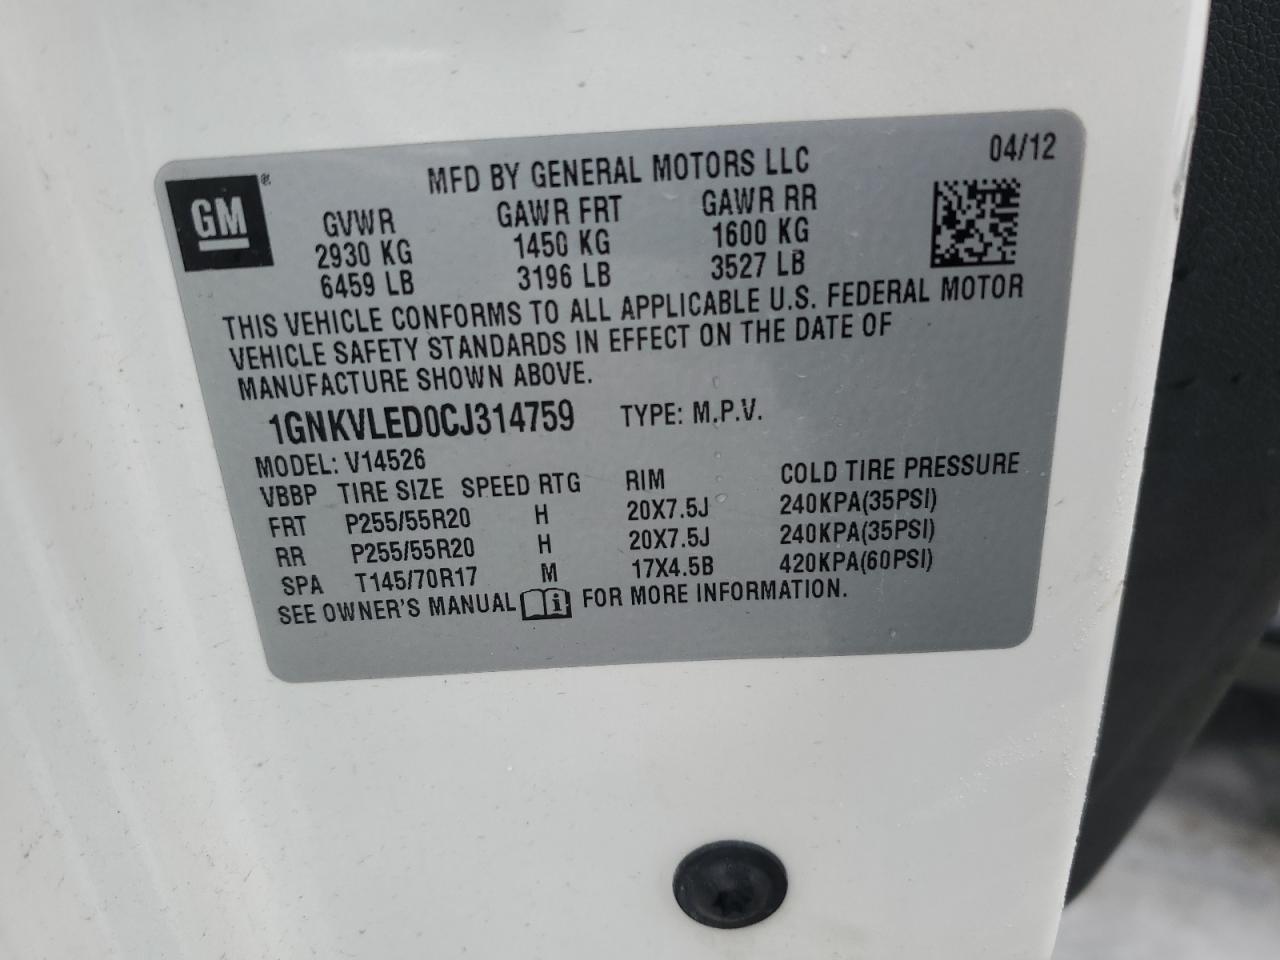 04/12
MFD BY GENERAL MOTORS LLC
GM®
GVWR GAWR FRT GAWR RR
2930 KG 1450 KG 1600 KG
6459 LB 3196 LB 3527 LB
THIS VEHICLE CONFORMS TO ALL APPLICABLE U.S. FEDERAL MOTOR
VEHICLE SAFETY STANDARDS IN EFFECT ON THE DATE OF
MANUFACTURE SHOWN ABOVE.
1GNKVLED0CJ314759 TYPE: M.P.V.
MODEL: V14526
VBBP TIRE SIZE SPEED RTG RIM COLD TIRE PRESSURE
FRT P255/55R20 H 20X7.5J 240KPA(35PSI)
RR P255/55R20 H 20X7.5J 240KPA(35PSI)
SPA T145/70R17 M 17X4.5B 420KPA(60PSI)
SEE OWNER'S MANUAL i FOR MORE INFORMATION.